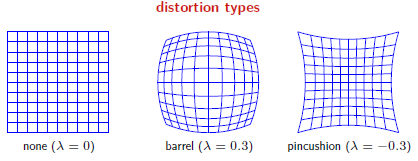 distortion types
none (λ = 0)
barrel (λ = 0.3)
pincushion (λ = −0.3)